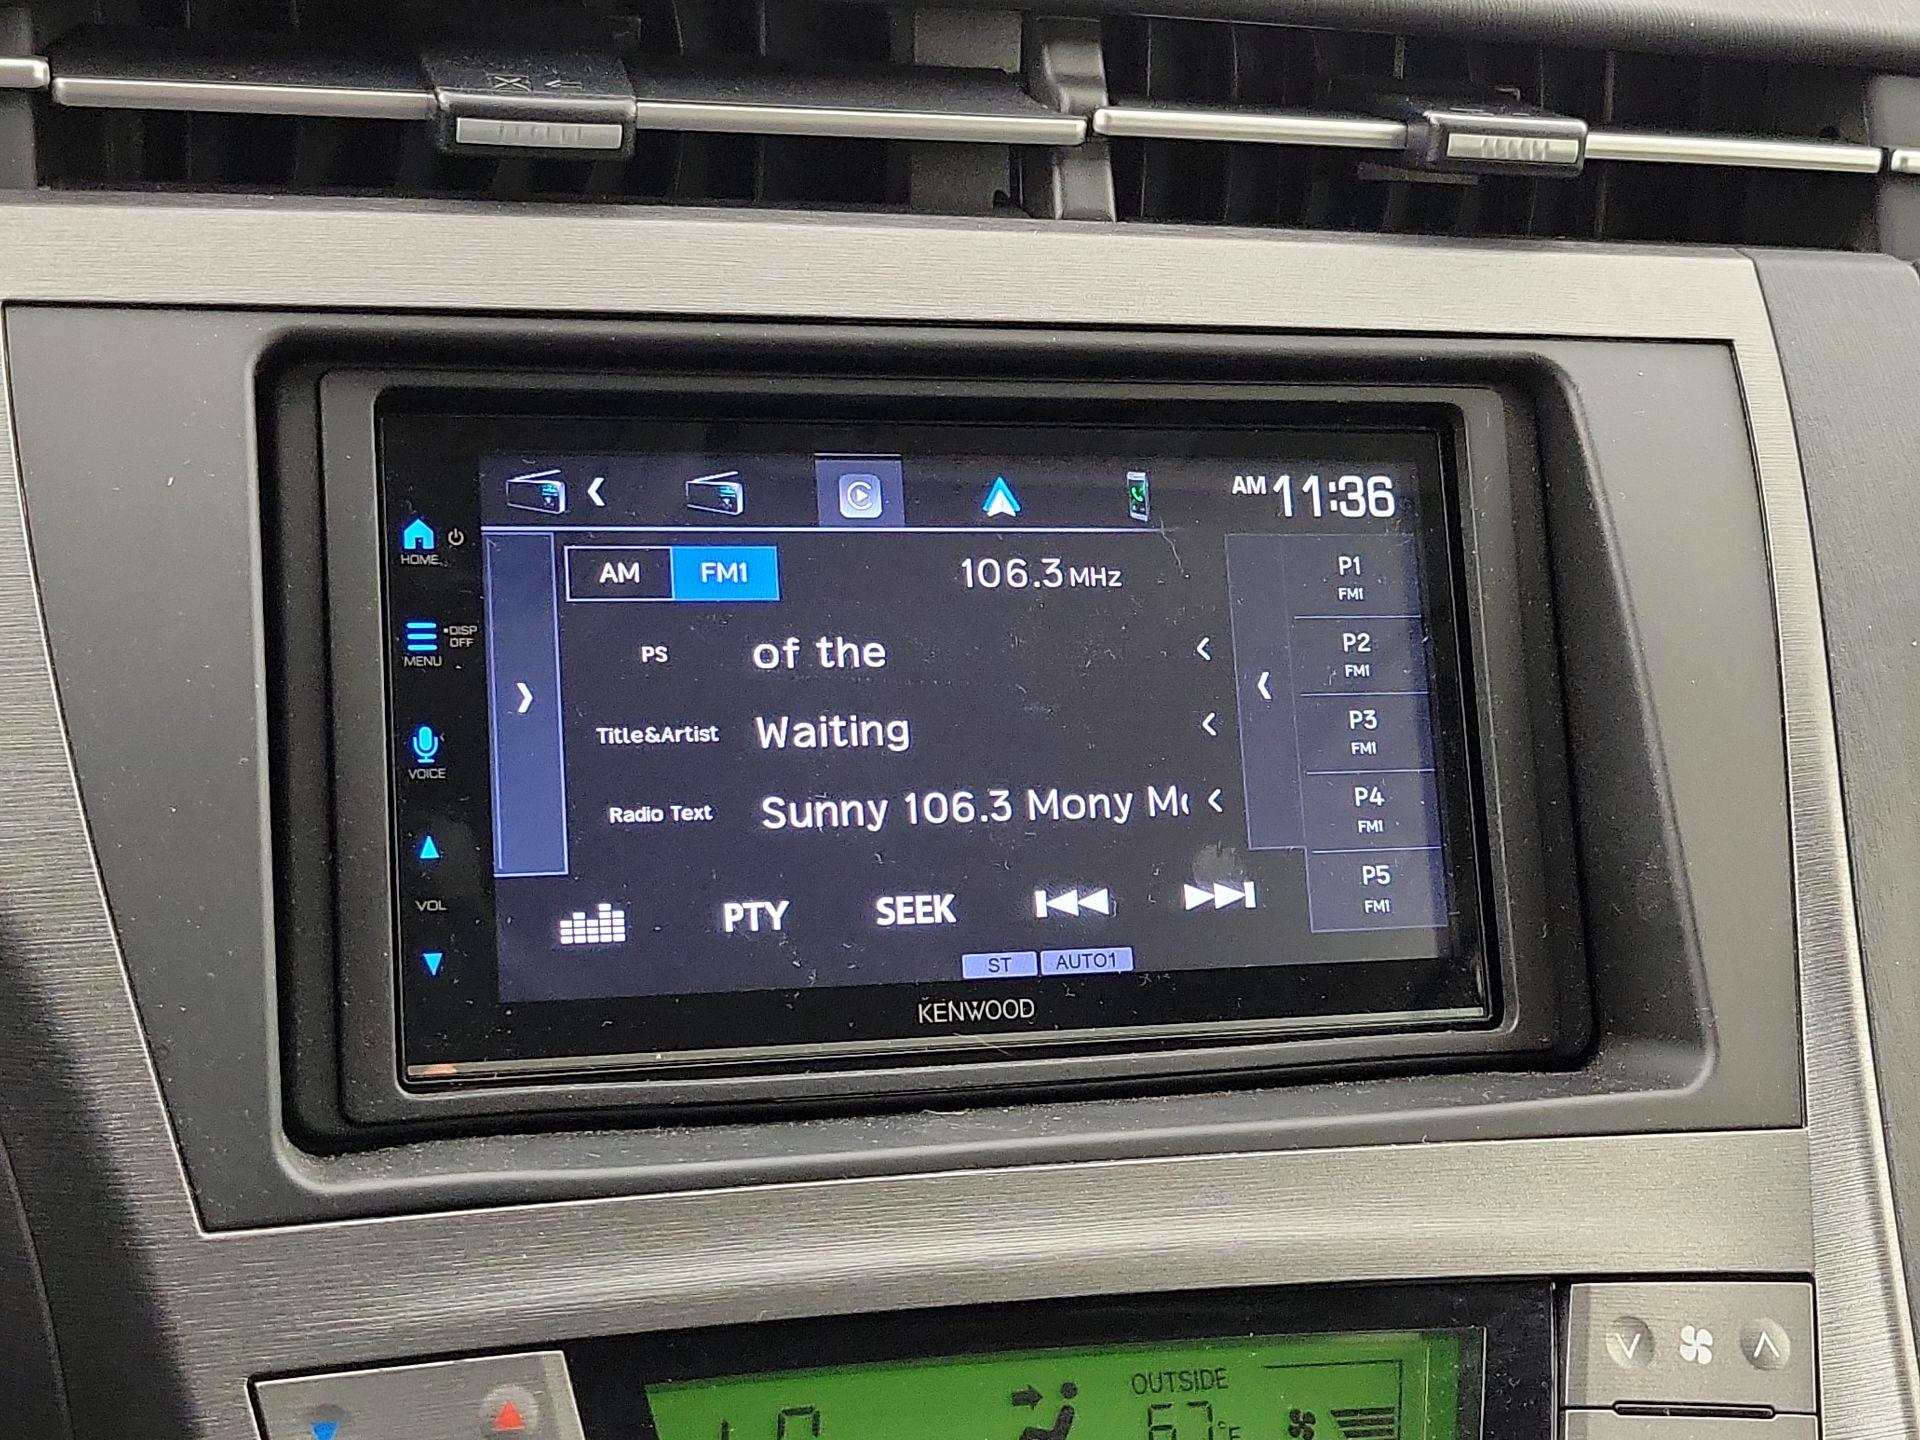 AM 11:36
HOME
AM FM1 106.3 MHz
P1
FM1
DISP
OFF
MENU
PS of the
P2
FM1
Title&Artist Waiting
P3
FM1
VOICE
Radio Text Sunny 106.3 Mony M
P4
FM1
VOL
PTY SEEK
P5
FM1
ST AUTO1
KENWOOD
OUTSIDE
67°F